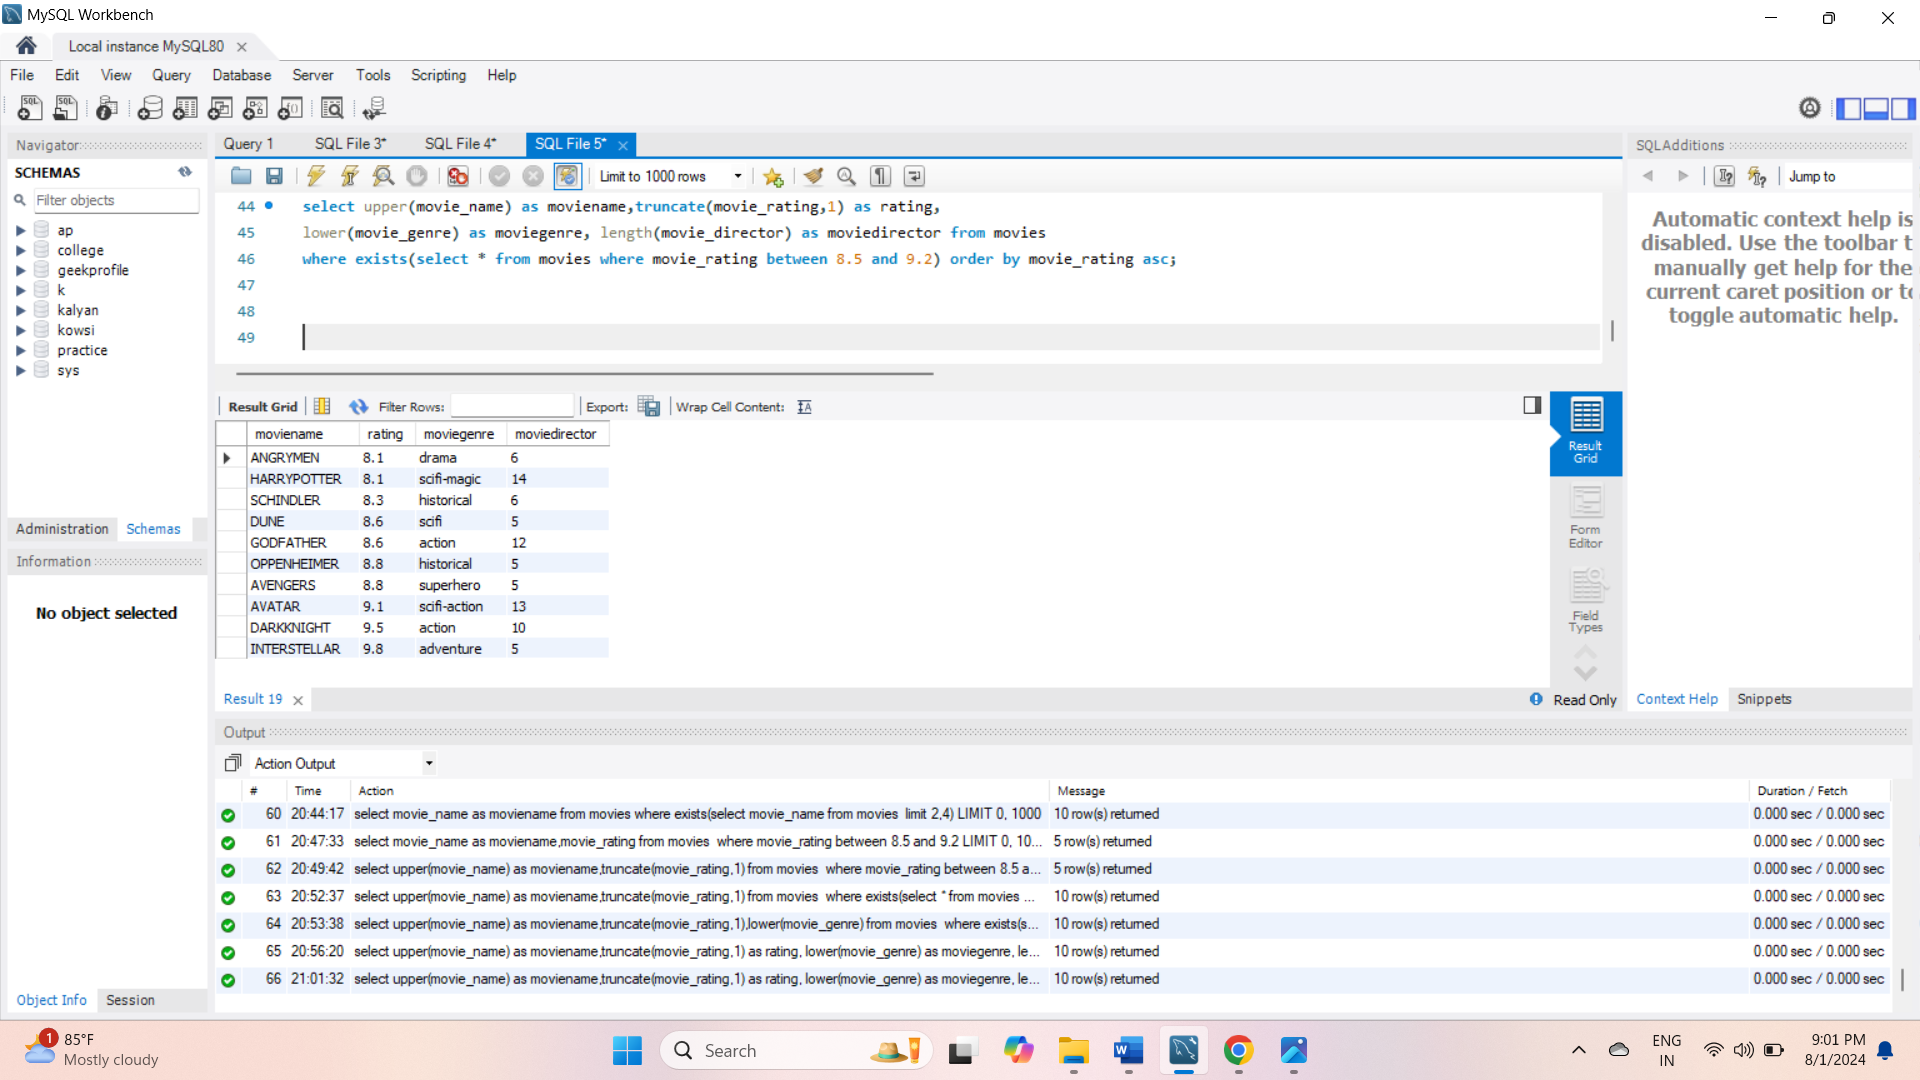 MySQL Workbench
Local instance MySQL80
File Edit View Query Database Server Tools Scripting Help
Navigator
SCHEMAS
Filter objects
ap
college
geekprofile
k
kalyan
kowsi
practice
sys
Administration Schemas
Information
No object selected
Object Info Session
Query 1 SQL File 3* SQL File 4* SQL File 5*
Limit to 1000 rows
44 select upper(movie_name) as moviename,truncate(movie_rating,1) as rating,
45 lower(movie_genre) as moviegenre, length(movie_director) as moviedirector from movies
46 where exists(select * from movies where movie_rating between 8.5 and 9.2) order by movie_rating asc;
47
48
49
Result Grid Filter Rows: Export: Wrap Cell Content:
moviename rating moviegenre moviedirector
ANGRYMEN 8.1 drama 6
HARRYPOTTER 8.1 scifi-magic 14
SCHINDLER 8.3 historical 6
DUNE 8.6 scifi 5
GODFATHER 8.6 action 12
OPPENHEIMER 8.8 historical 5
AVENGERS 8.8 superhero 5
AVATAR 9.1 scifi-action 13
DARKKNIGHT 9.5 action 10
INTERSTELLAR 9.8 adventure 5
Result
Grid
Form
Editor
Field
Types
Result 19
Read Only
SQLAdditions
Jump to
Automatic context help is
disabled. Use the toolbar t
manually get help for the
current caret position or to
toggle automatic help.
Context Help Snippets
Output
Action Output
# Time Action Message Duration / Fetch
60 20:44:17 select movie_name as moviename from movies where exists(select movie_name from movies limit 2,4) LIMIT 0, 1000 10 row(s) returned 0.000 sec / 0.000 sec
61 20:47:33 select movie_name as moviename,movie_rating from movies where movie_rating between 8.5 and 9.2 LIMIT 0, 10... 5 row(s) returned 0.000 sec / 0.000 sec
62 20:49:42 select upper(movie_name) as moviename,truncate(movie_rating,1) from movies where movie_rating between 8.5 a... 5 row(s) returned 0.000 sec / 0.000 sec
63 20:52:37 select upper(movie_name) as moviename,truncate(movie_rating,1) from movies where exists(select * from movies ... 10 row(s) returned 0.000 sec / 0.000 sec
64 20:53:38 select upper(movie_name) as moviename,truncate(movie_rating,1),lower(movie_genre) from movies where exists(s... 10 row(s) returned 0.000 sec / 0.000 sec
65 20:56:20 select upper(movie_name) as moviename,truncate(movie_rating,1) as rating, lower(movie_genre) as moviegenre, le... 10 row(s) returned 0.000 sec / 0.000 sec
66 21:01:32 select upper(movie_name) as moviename,truncate(movie_rating,1) as rating, lower(movie_genre) as moviegenre, le... 10 row(s) returned 0.000 sec / 0.000 sec
1
85°F
Mostly cloudy
Search
ENG
IN
9:01 PM
8/1/2024